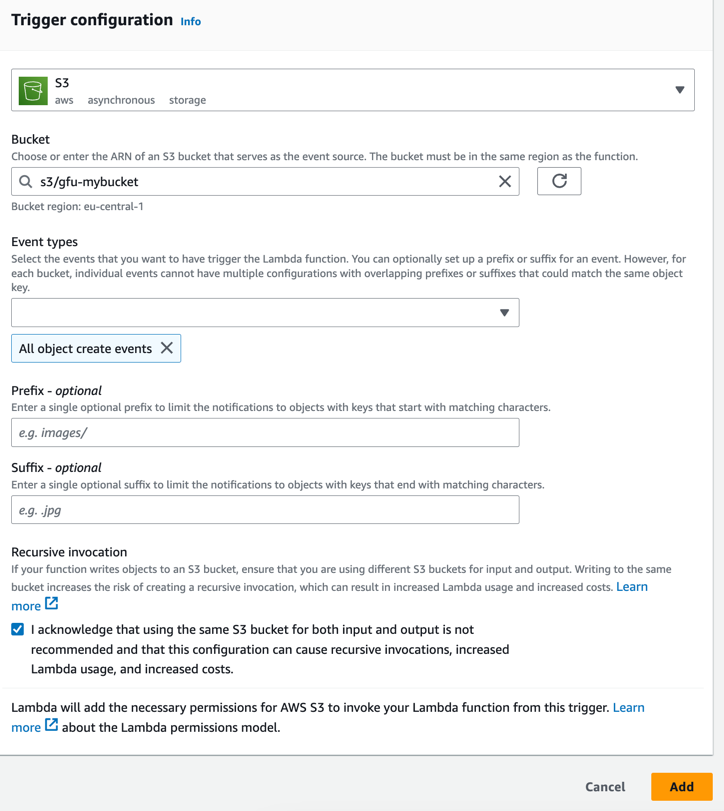 Trigger configuration Info
S3
aws asynchronous storage
Bucket
Choose or enter the ARN of an S3 bucket that serves as the event source. The bucket must be in the same region as the function.
s3/gfu-mybucket
Bucket region: eu-central-1
Event types
Select the events that you want to have trigger the Lambda function. You can optionally set up a prefix or suffix for an event. However, for
each bucket, individual events cannot have multiple configurations with overlapping prefixes or suffixes that could match the same object
key.
All object create events
Prefix - optional
Enter a single optional prefix to limit the notifications to objects with keys that start with matching characters.
e.g. images/
Suffix - optional
Enter a single optional suffix to limit the notifications to objects with keys that end with matching characters.
e.g. .jpg
Recursive invocation
If your function writes objects to an S3 bucket, ensure that you are using different S3 buckets for input and output. Writing to the same
bucket increases the risk of creating a recursive invocation, which can result in increased Lambda usage and increased costs. Learn
more
I acknowledge that using the same S3 bucket for both input and output is not
recommended and that this configuration can cause recursive invocations, increased
Lambda usage, and increased costs.
Lambda will add the necessary permissions for AWS S3 to invoke your Lambda function from this trigger. Learn
more about the Lambda permissions model.
Cancel Add